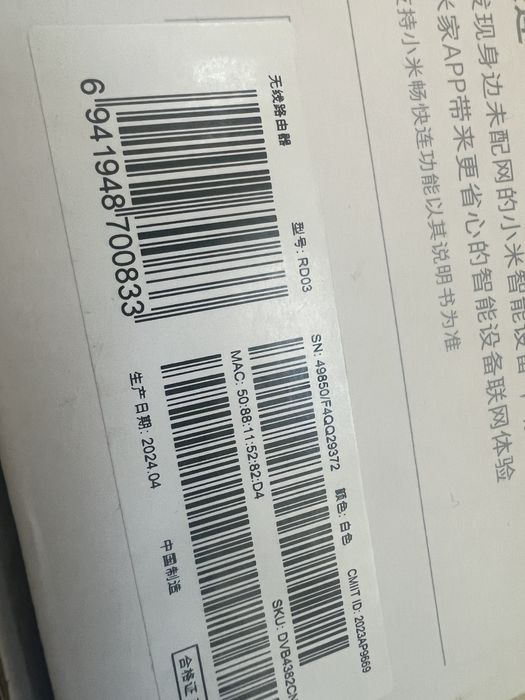 发现身边未配网的小米智能设备
米家APP带来更省心的智能设备联网体验
支持小米畅快连功能以其说明书为准
无线路由器
型号: RD03
6 941948 700833
SN: 49850/F4QQ29372
颜色: 白色
CMIIT ID: 2023AP9669
MAC: 50:88:11:52:82:D4
SKU: DVB4382CN
生产日期: 2024.04
中国制造
合格证